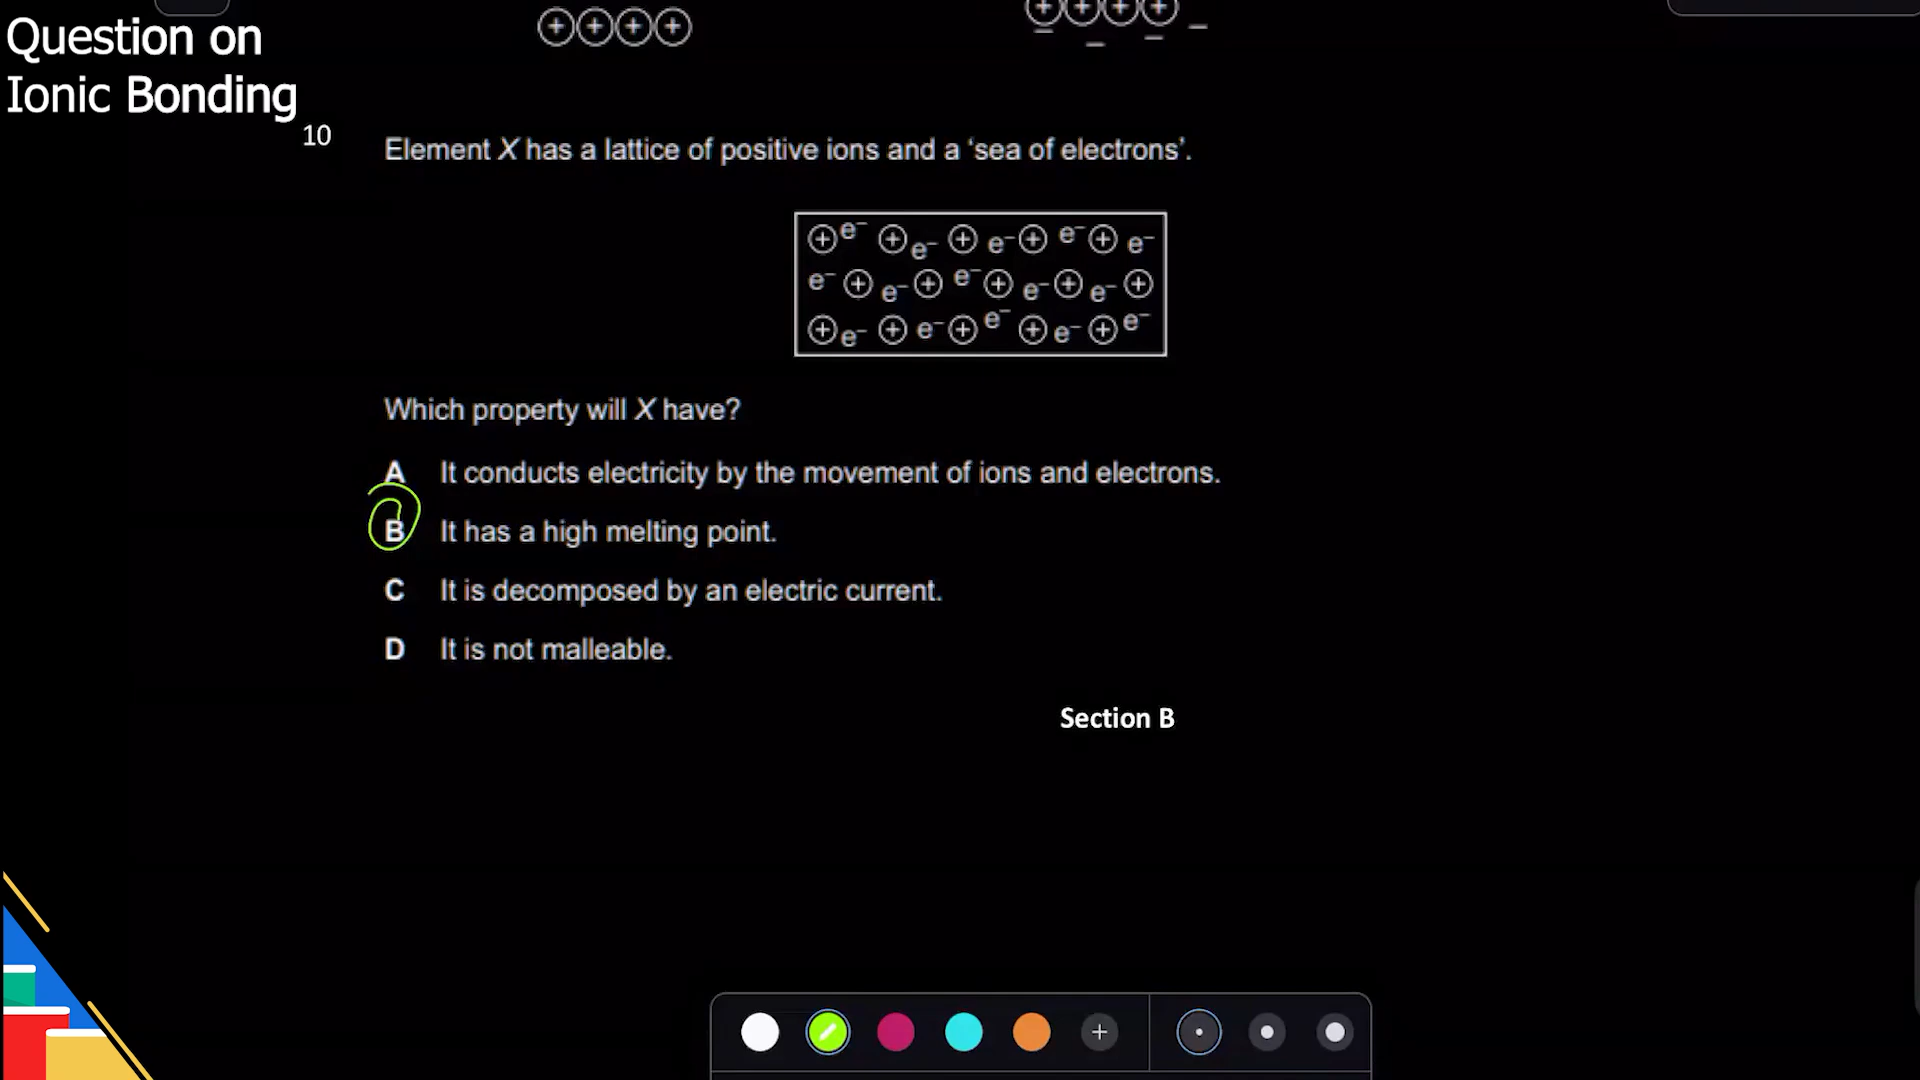 Question on
Ionic Bonding
⊕⊕⊕⊕
⊕⊕⊕⊕ –
– – –
10
Element X has a lattice of positive ions and a ‘sea of electrons’.
⊕ e⁻ ⊕ e⁻ ⊕ e⁻ ⊕ e⁻ ⊕ e⁻
e⁻ ⊕ e⁻ ⊕ e⁻ ⊕ e⁻ ⊕ e⁻ ⊕
⊕ e⁻ ⊕ e⁻ ⊕ e⁻ ⊕ e⁻ ⊕ e⁻
Which property will X have?
A It conducts electricity by the movement of ions and electrons.
B It has a high melting point.
C It is decomposed by an electric current.
D It is not malleable.
Section B